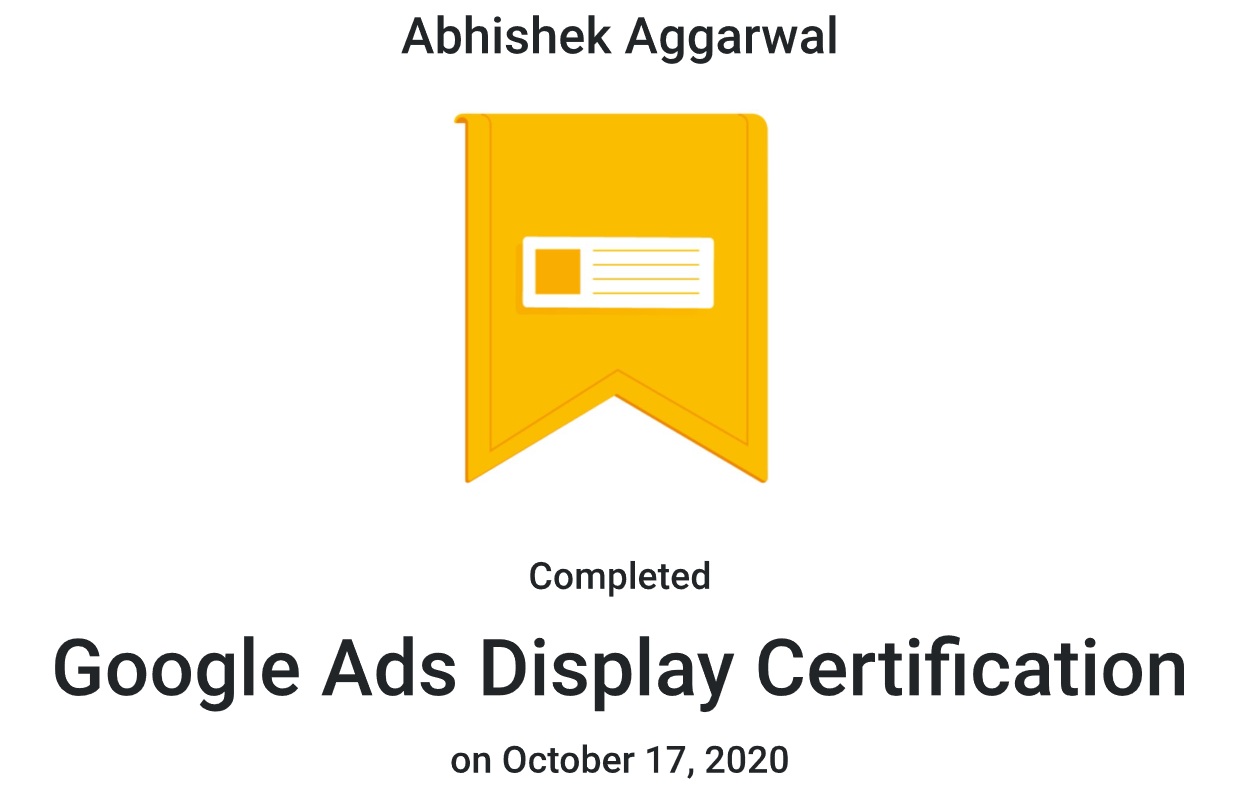 Abhishek Aggarwal
Completed
Google Ads Display Certification
on October 17, 2020